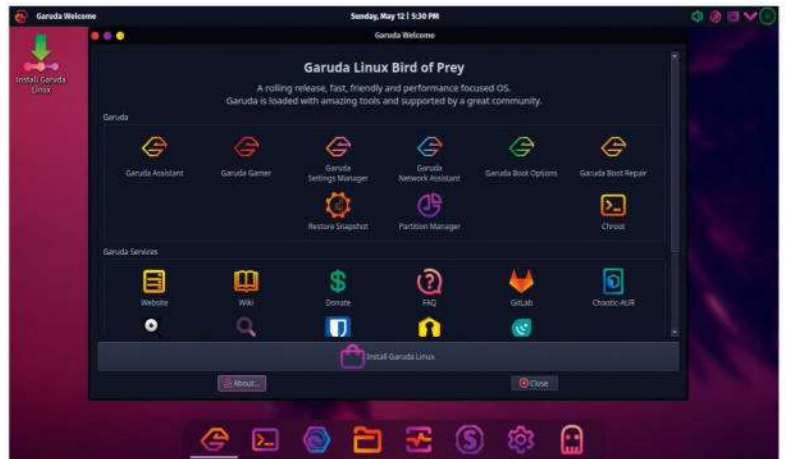 Garuda Welcome
Sunday, May 12 | 5:30 PM
Install Garuda
Linux
Garuda Welcome
Garuda Linux Bird of Prey
A rolling release, fast, friendly and performance focused OS.
Garuda is loaded with amazing tools and supported by a great community.
Garuda
Garuda Assistant
Garuda Gamer
Garuda
Settings Manager
Garuda
Network Assistant
Garuda Boot Options
Garuda Boot Repair
Restore Snapshot
Partition Manager
Chroot
Garuda Services
Website
Wiki
Donate
FAQ
GitLab
Chaotic-AUR
Install Garuda Linux
About...
Close